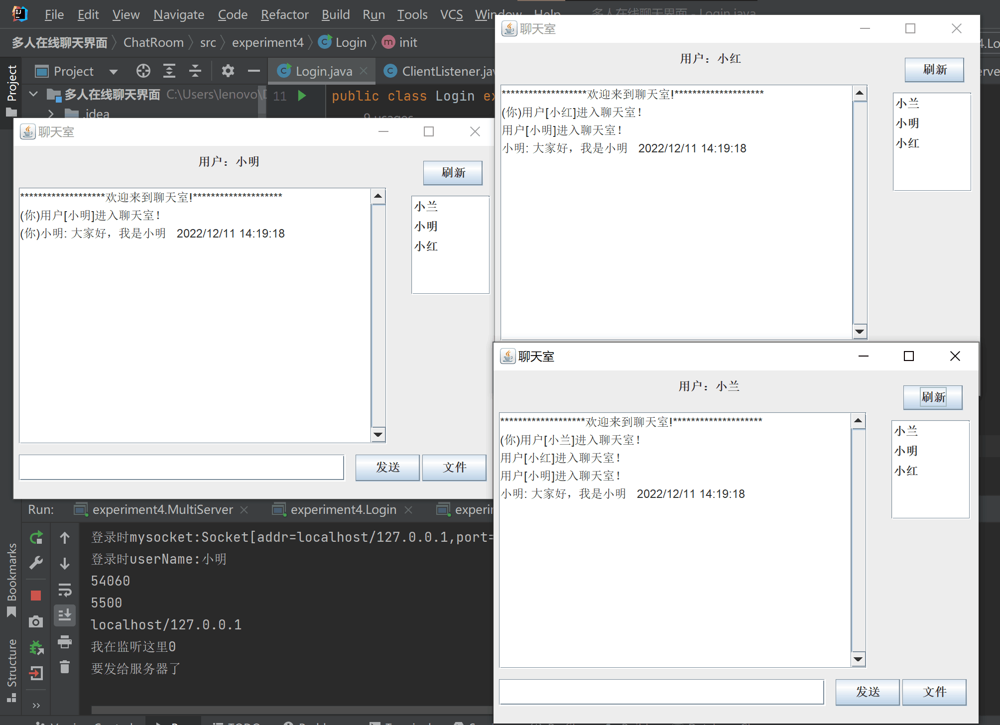 File Edit View Navigate Code Refactor Build Run Tools VCS Window Help 多人在线聊天界面 - Login.java
多人在线聊天界面 ChatRoom src experiment4 Login init
Project
Project
Login.java
ClientListener.jav
多人在线聊天界面 C:\Users\lenovo\D
.idea
11 public class Login ex
9 usages
聊天室
用户：小红
刷新
*******************欢迎来到聊天室!********************
(你)用户[小红]进入聊天室!
用户[小明]进入聊天室!
小明: 大家好，我是小明 2022/12/11 14:19:18
小兰
小明
小红
聊天室
用户：小明
刷新
*******************欢迎来到聊天室!********************
(你)用户[小明]进入聊天室!
(你)小明: 大家好，我是小明 2022/12/11 14:19:18
小兰
小明
小红
发送
文件
聊天室
用户：小兰
刷新
*******************欢迎来到聊天室!********************
(你)用户[小兰]进入聊天室!
用户[小红]进入聊天室!
用户[小明]进入聊天室!
小明: 大家好，我是小明 2022/12/11 14:19:18
小兰
小明
小红
发送
文件
Run: experiment4.MultiServer experiment4.Login
登录时mysocket:Socket[addr=localhost/127.0.0.1,port=
登录时userName:小明
54060
5500
localhost/127.0.0.1
我在监听这里0
要发给服务器了
Bookmarks
Structure